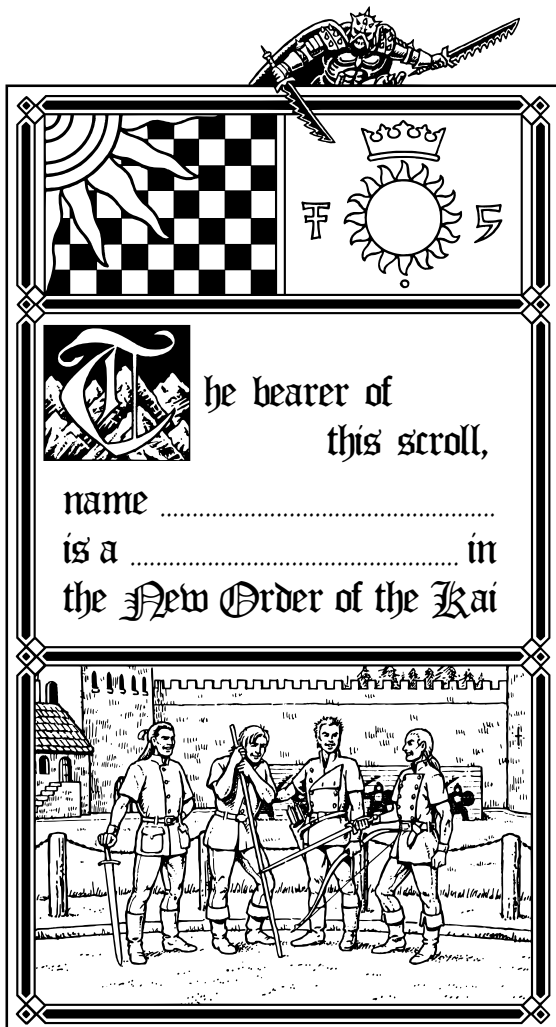 Ŧ S
The bearer of
this scroll,
name ........................................................
is a ........................................................ in
the New Order of the Kai